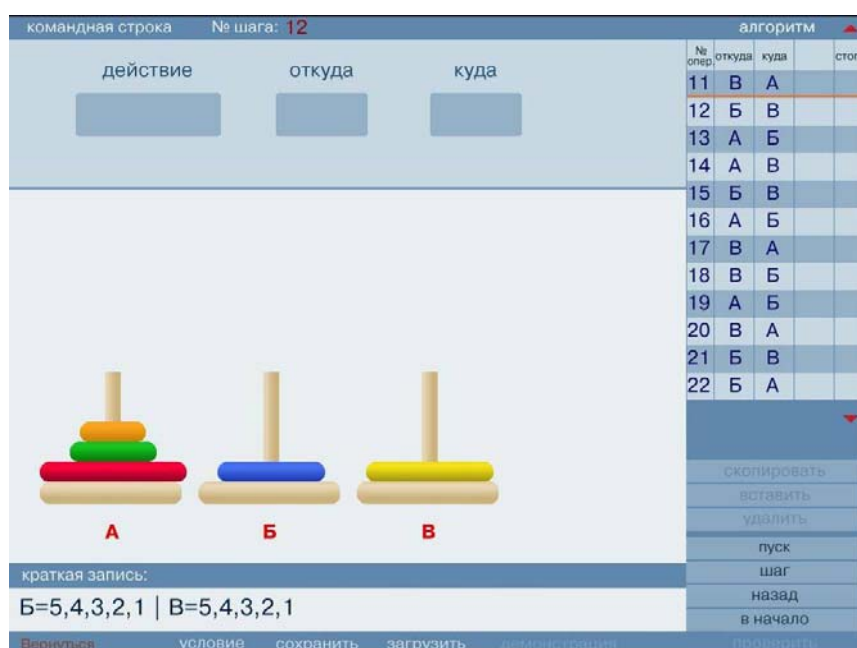 командная строка № шага: 12 алгоритм
действие откуда куда
№ опер. откуда куда стоп
11 В А
12 Б В
13 А Б
14 А В
15 Б В
16 А Б
17 В А
18 В Б
19 А Б
20 В А
21 Б В
22 Б А
А Б В
скопировать
вставить
удалить
пуск
шаг
назад
в начало
краткая запись:
Б=5,4,3,2,1 | В=5,4,3,2,1
Вернуться условие сохранить загрузить демонстрация проверить